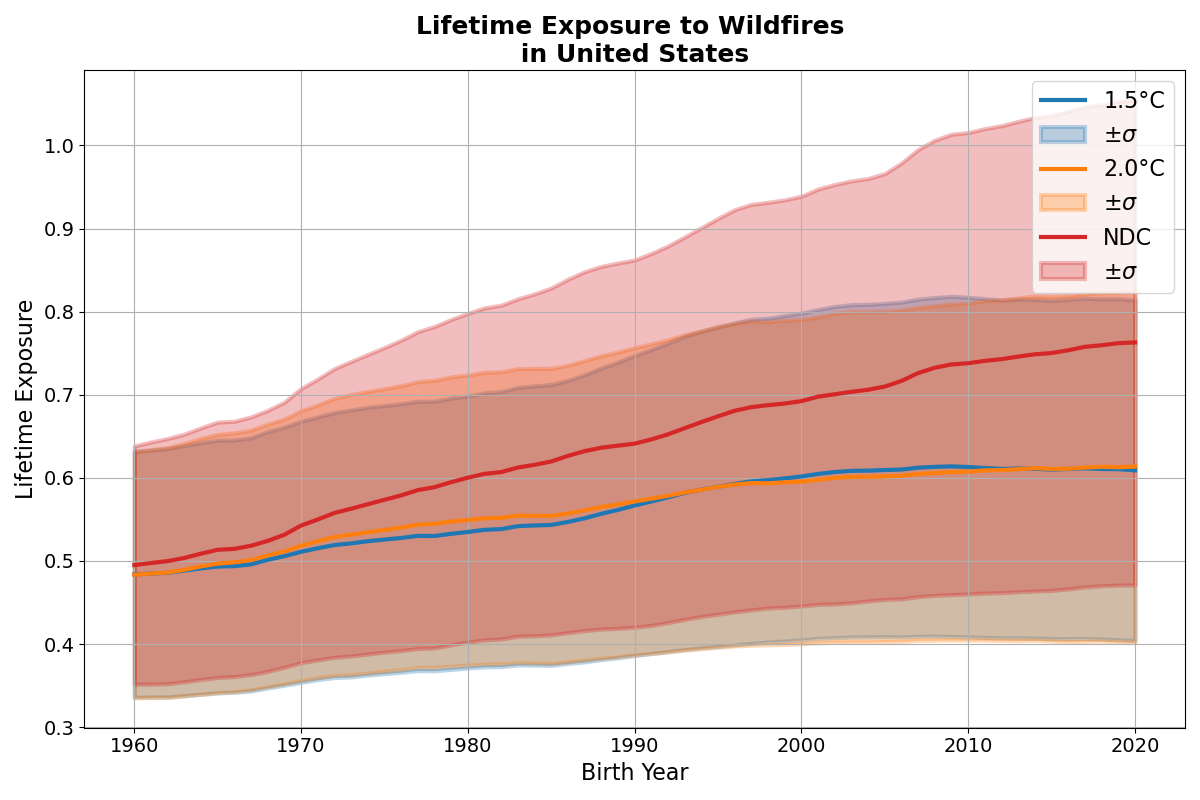 Lifetime Exposure to Wildfires
in United States
Lifetime Exposure
1.0
0.9
0.8
0.7
0.6
0.5
0.4
0.3
1960
1970
1980
1990
2000
2010
2020
Birth Year
1.5°C
±σ
2.0°C
±σ
NDC
±σ